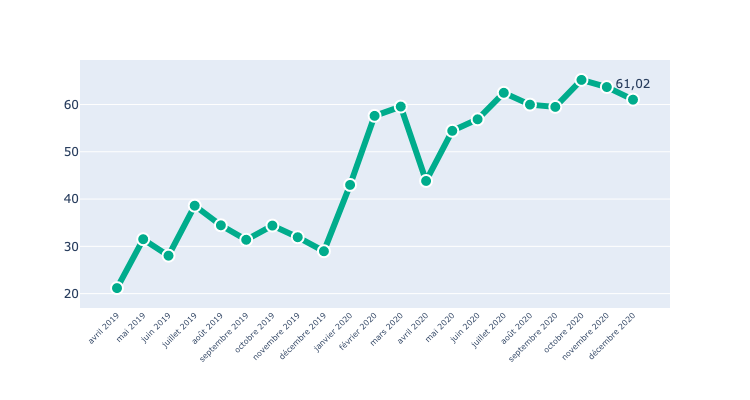 61,02
60
50
40
30
20
avril 2019
mai 2019
juin 2019
juillet 2019
août 2019
septembre 2019
octobre 2019
novembre 2019
décembre 2019
janvier 2020
février 2020
mars 2020
avril 2020
mai 2020
juin 2020
juillet 2020
août 2020
septembre 2020
octobre 2020
novembre 2020
décembre 2020